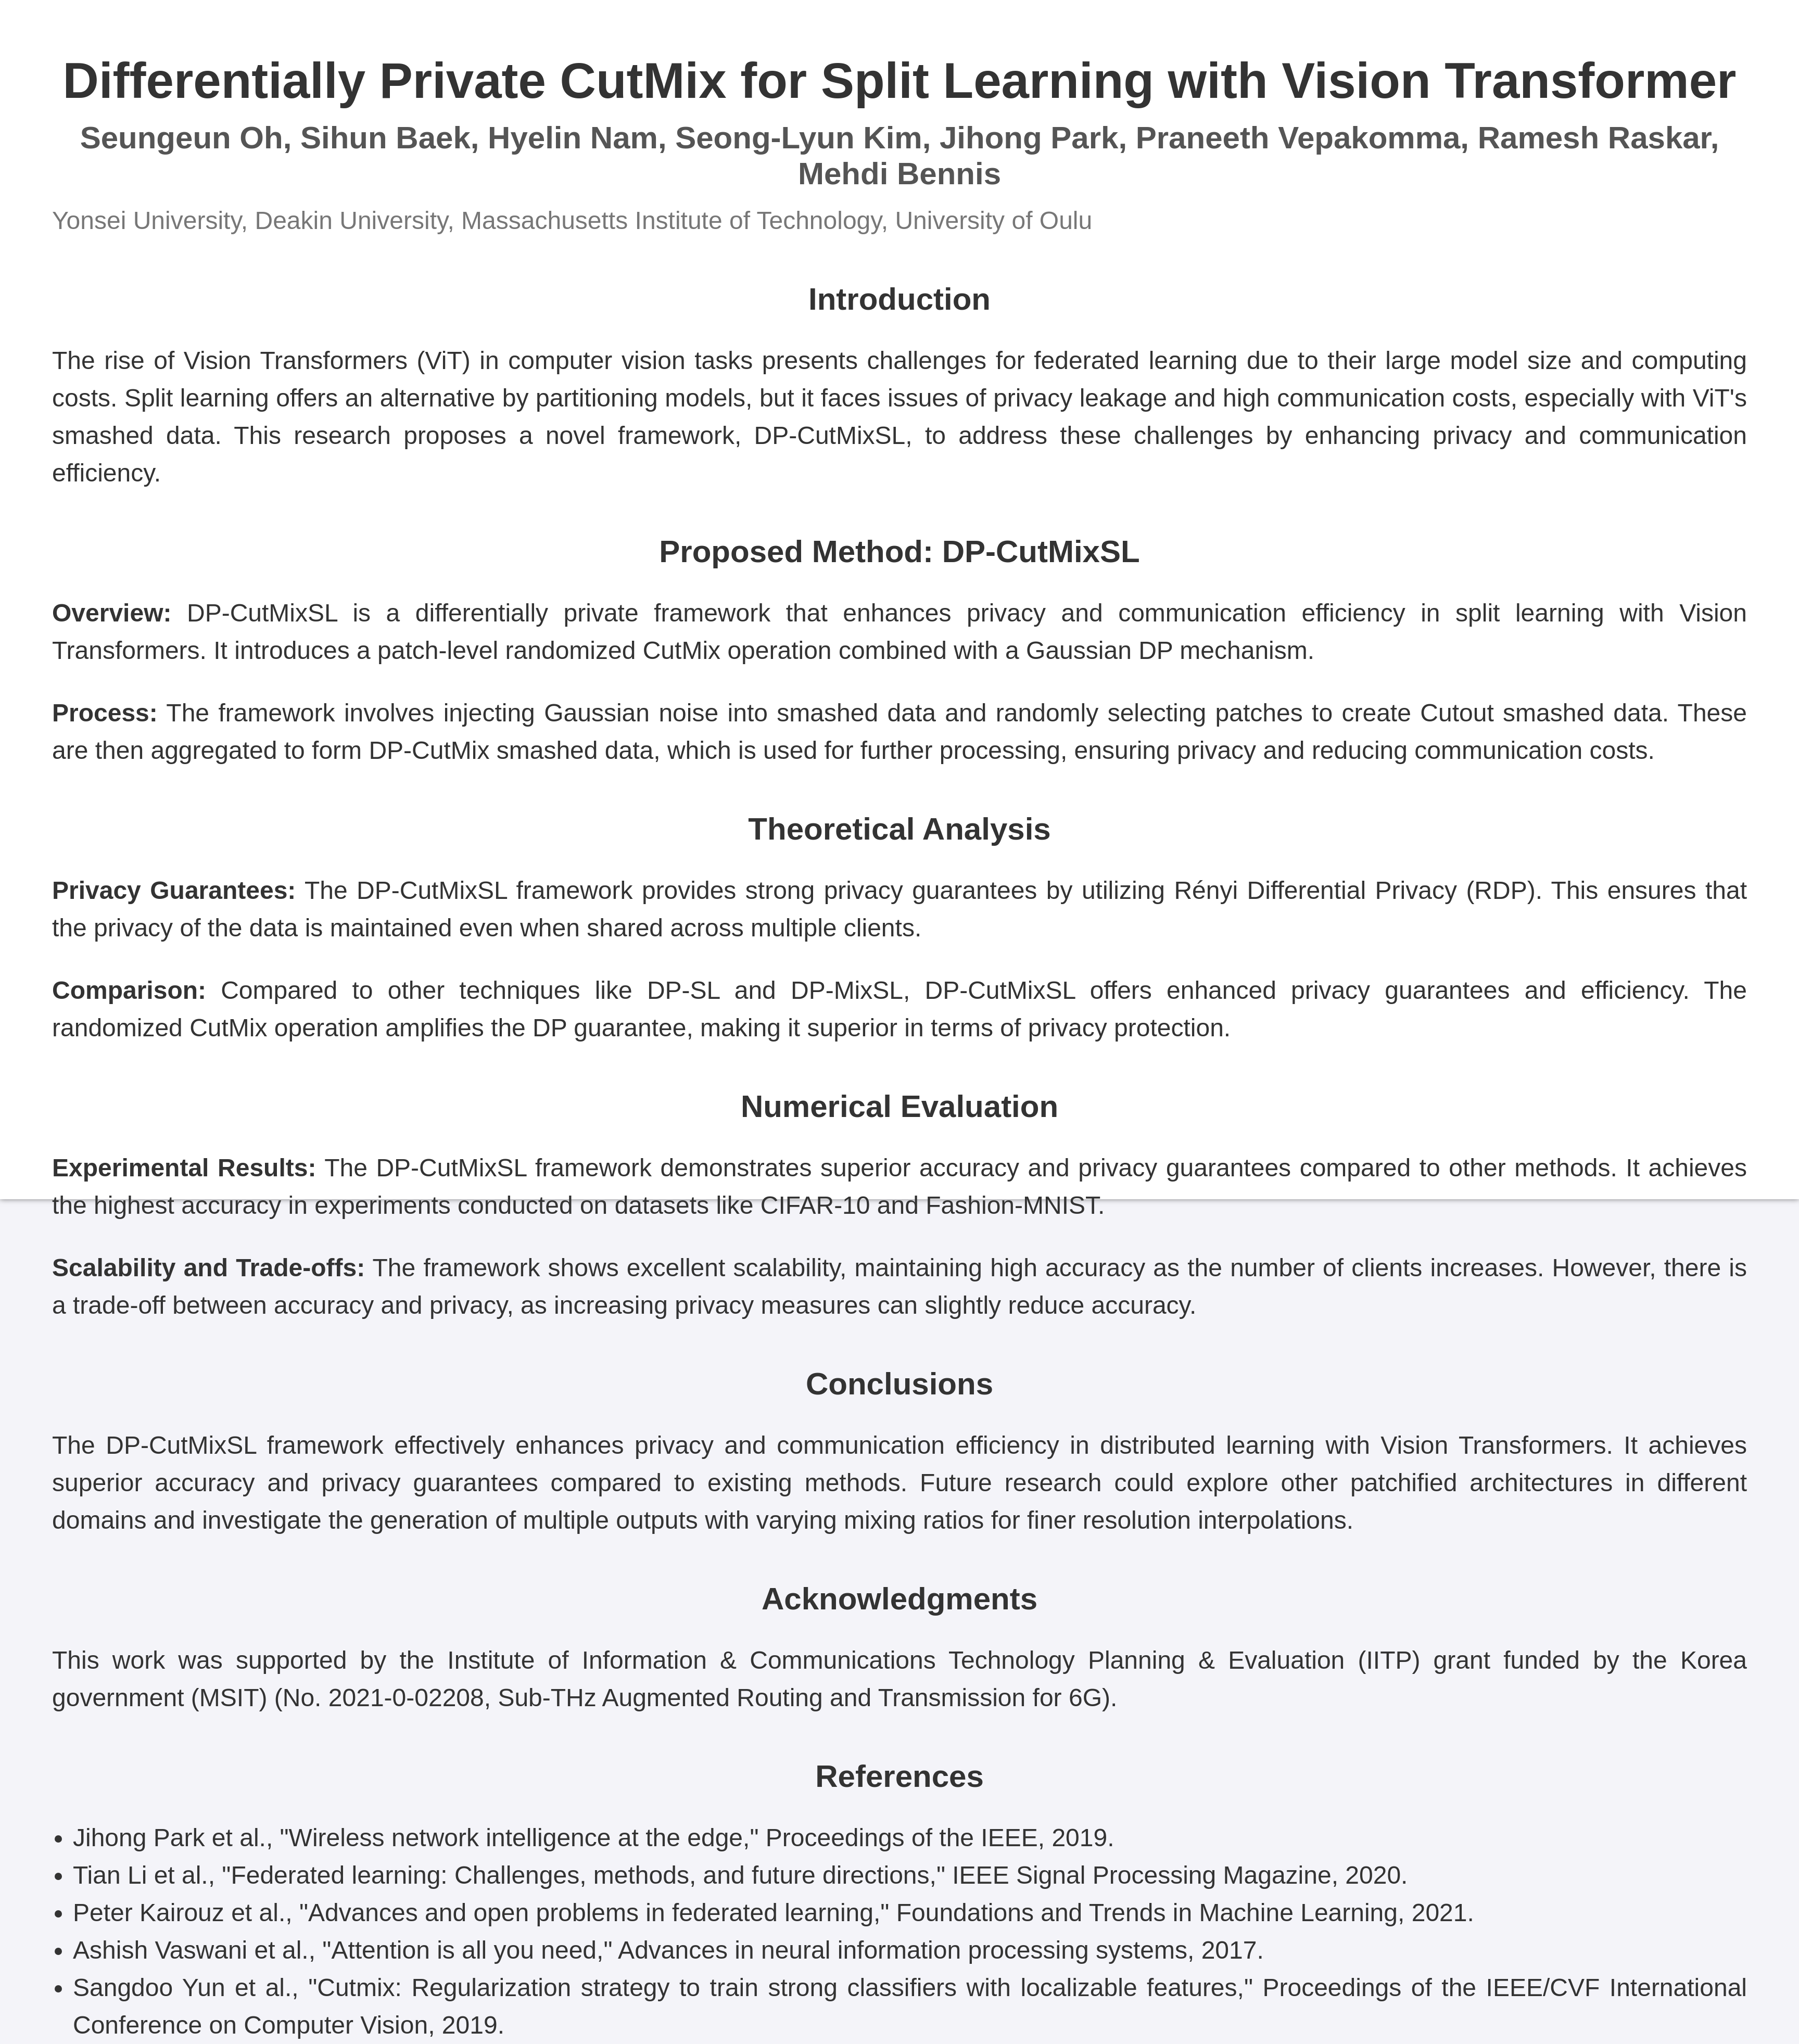 Differentially Private CutMix for Split Learning with Vision Transformer
Seungeun Oh, Sihun Baek, Hyelin Nam, Seong-Lyun Kim, Jihong Park, Praneeth Vepakomma, Ramesh Raskar,
Mehdi Bennis
Yonsei University, Deakin University, Massachusetts Institute of Technology, University of Oulu
Introduction
The rise of Vision Transformers (ViT) in computer vision tasks presents challenges for federated learning due to their large model size and computing
costs. Split learning offers an alternative by partitioning models, but it faces issues of privacy leakage and high communication costs, especially with ViT's
smashed data. This research proposes a novel framework, DP-CutMixSL, to address these challenges by enhancing privacy and communication
efficiency.
Proposed Method: DP-CutMixSL
Overview: DP-CutMixSL is a differentially private framework that enhances privacy and communication efficiency in split learning with Vision
Transformers. It introduces a patch-level randomized CutMix operation combined with a Gaussian DP mechanism.
Process: The framework involves injecting Gaussian noise into smashed data and randomly selecting patches to create Cutout smashed data. These
are then aggregated to form DP-CutMix smashed data, which is used for further processing, ensuring privacy and reducing communication costs.
Theoretical Analysis
Privacy Guarantees: The DP-CutMixSL framework provides strong privacy guarantees by utilizing Rényi Differential Privacy (RDP). This ensures that
the privacy of the data is maintained even when shared across multiple clients.
Comparison: Compared to other techniques like DP-SL and DP-MixSL, DP-CutMixSL offers enhanced privacy guarantees and efficiency. The
randomized CutMix operation amplifies the DP guarantee, making it superior in terms of privacy protection.
Numerical Evaluation
Experimental Results: The DP-CutMixSL framework demonstrates superior accuracy and privacy guarantees compared to other methods. It achieves
the highest accuracy in experiments conducted on datasets like CIFAR-10 and Fashion-MNIST.
Scalability and Trade-offs: The framework shows excellent scalability, maintaining high accuracy as the number of clients increases. However, there is
a trade-off between accuracy and privacy, as increasing privacy measures can slightly reduce accuracy.
Conclusions
The DP-CutMixSL framework effectively enhances privacy and communication efficiency in distributed learning with Vision Transformers. It achieves
superior accuracy and privacy guarantees compared to existing methods. Future research could explore other patchified architectures in different
domains and investigate the generation of multiple outputs with varying mixing ratios for finer resolution interpolations.
Acknowledgments
This work was supported by the Institute of Information & Communications Technology Planning & Evaluation (IITP) grant funded by the Korea
government (MSIT) (No. 2021-0-02208, Sub-THz Augmented Routing and Transmission for 6G).
References
• Jihong Park et al., "Wireless network intelligence at the edge," Proceedings of the IEEE, 2019.
• Tian Li et al., "Federated learning: Challenges, methods, and future directions," IEEE Signal Processing Magazine, 2020.
• Peter Kairouz et al., "Advances and open problems in federated learning," Foundations and Trends in Machine Learning, 2021.
• Ashish Vaswani et al., "Attention is all you need," Advances in neural information processing systems, 2017.
• Sangdoo Yun et al., "Cutmix: Regularization strategy to train strong classifiers with localizable features," Proceedings of the IEEE/CVF International
Conference on Computer Vision, 2019.